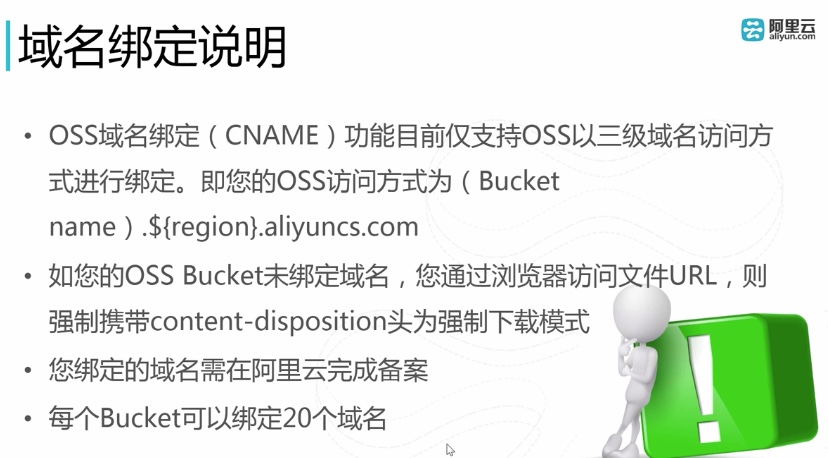 域名绑定说明
阿里云
aliyun.com
• OSS域名绑定（CNAME）功能目前仅支持OSS以三级域名访问方
式进行绑定。即您的OSS访问方式为（Bucket
name）.${region}.aliyuncs.com
• 如您的OSS Bucket未绑定域名，您通过浏览器访问文件URL，则
强制携带content-disposition头为强制下载模式
• 您绑定的域名需在阿里云完成备案
• 每个Bucket可以绑定20个域名
!